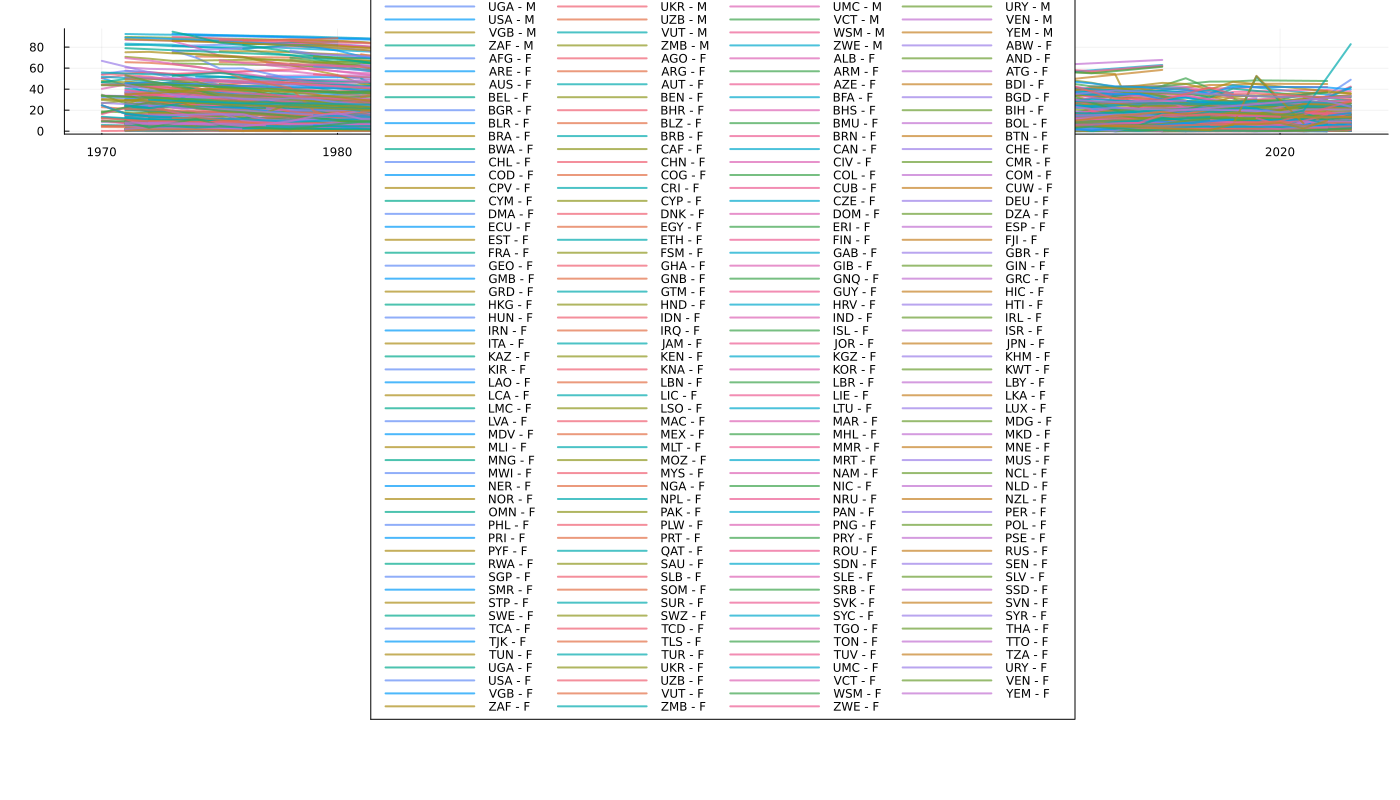 UGA - M UKR - M UMC - M URY - M
USA - M UZB - M VCT - M VEN - M
VGB - M VUT - M WSM - M YEM - M
ZAF - M ZMB - M ZWE - M ABW - F
AFG - F AGO - F ALB - F AND - F
ARE - F ARG - F ARM - F ATG - F
AUS - F AUT - F AZE - F BDI - F
BEL - F BEN - F BFA - F BGD - F
BGR - F BHR - F BHS - F BIH - F
BLR - F BLZ - F BMU - F BOL - F
BRA - F BRB - F BRN - F BTN - F
BWA - F CAF - F CAN - F CHE - F
CHL - F CHN - F CIV - F CMR - F
COD - F COG - F COL - F COM - F
CPV - F CRI - F CUB - F CUW - F
CYM - F CYP - F CZE - F DEU - F
DMA - F DNK - F DOM - F DZA - F
ECU - F EGY - F ERI - F ESP - F
EST - F ETH - F FIN - F FJI - F
FRA - F FSM - F GAB - F GBR - F
GEO - F GHA - F GIB - F GIN - F
GMB - F GNB - F GNQ - F GRC - F
GRD - F GTM - F GUY - F HIC - F
HKG - F HND - F HRV - F HTI - F
HUN - F IDN - F IND - F IRL - F
IRN - F IRQ - F ISL - F ISR - F
ITA - F JAM - F JOR - F JPN - F
KAZ - F KEN - F KGZ - F KHM - F
KIR - F KNA - F KOR - F KWT - F
LAO - F LBN - F LBR - F LBY - F
LCA - F LIC - F LIE - F LKA - F
LMC - F LSO - F LTU - F LUX - F
LVA - F MAC - F MAR - F MDG - F
MDV - F MEX - F MHL - F MKD - F
MLI - F MLT - F MMR - F MNE - F
MNG - F MOZ - F MRT - F MUS - F
MWI - F MYS - F NAM - F NCL - F
NER - F NGA - F NIC - F NLD - F
NOR - F NPL - F NRU - F NZL - F
OMN - F PAK - F PAN - F PER - F
PHL - F PLW - F PNG - F POL - F
PRI - F PRT - F PRY - F PSE - F
PYF - F QAT - F ROU - F RUS - F
RWA - F SAU - F SDN - F SEN - F
SGP - F SLB - F SLE - F SLV - F
SMR - F SOM - F SRB - F SSD - F
STP - F SUR - F SVK - F SVN - F
SWE - F SWZ - F SYC - F SYR - F
TCA - F TCD - F TGO - F THA - F
TJK - F TLS - F TON - F TTO - F
TUN - F TUR - F TUV - F TZA - F
UGA - F UKR - F UMC - F URY - F
USA - F UZB - F VCT - F VEN - F
VGB - F VUT - F WSM - F YEM - F
ZAF - F ZMB - F ZWE - F
80
60
40
20
0
1970 1980 2020